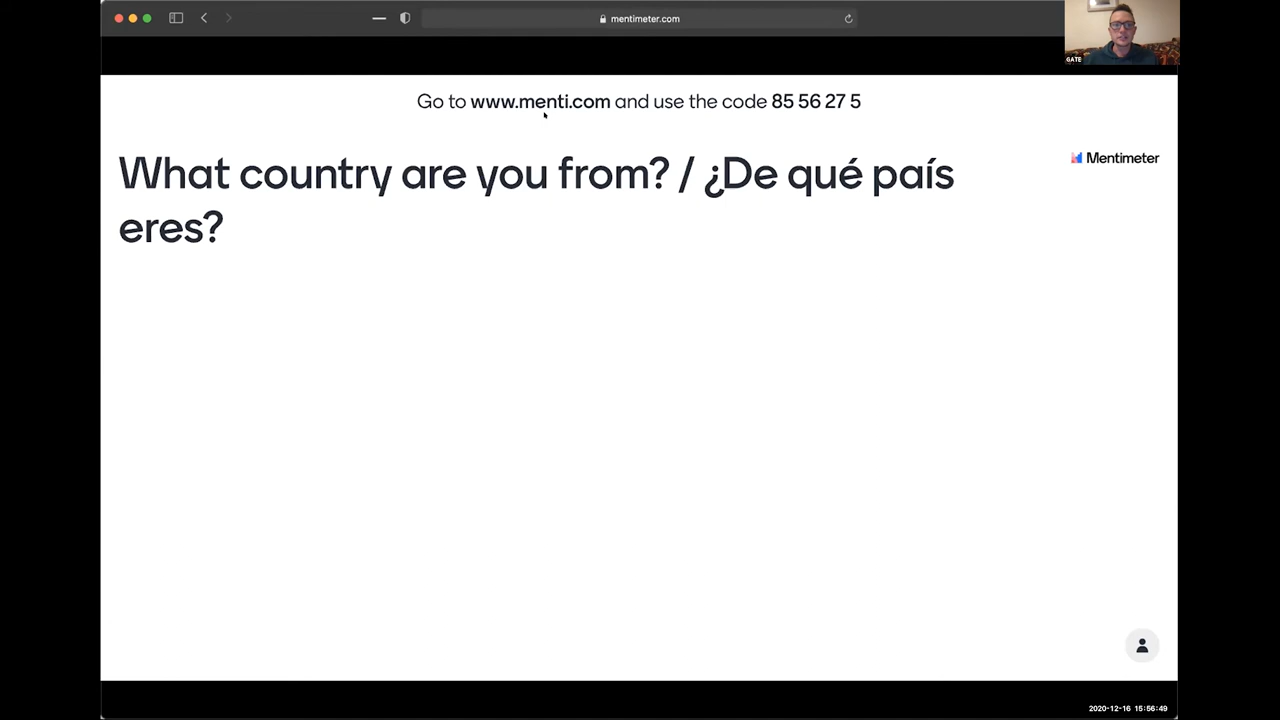 mentimeter.com
GATE
Go to www.menti.com and use the code 85 56 27 5
What country are you from? / ¿De qué país
eres?
Mentimeter
2020-12-16 15:56:49